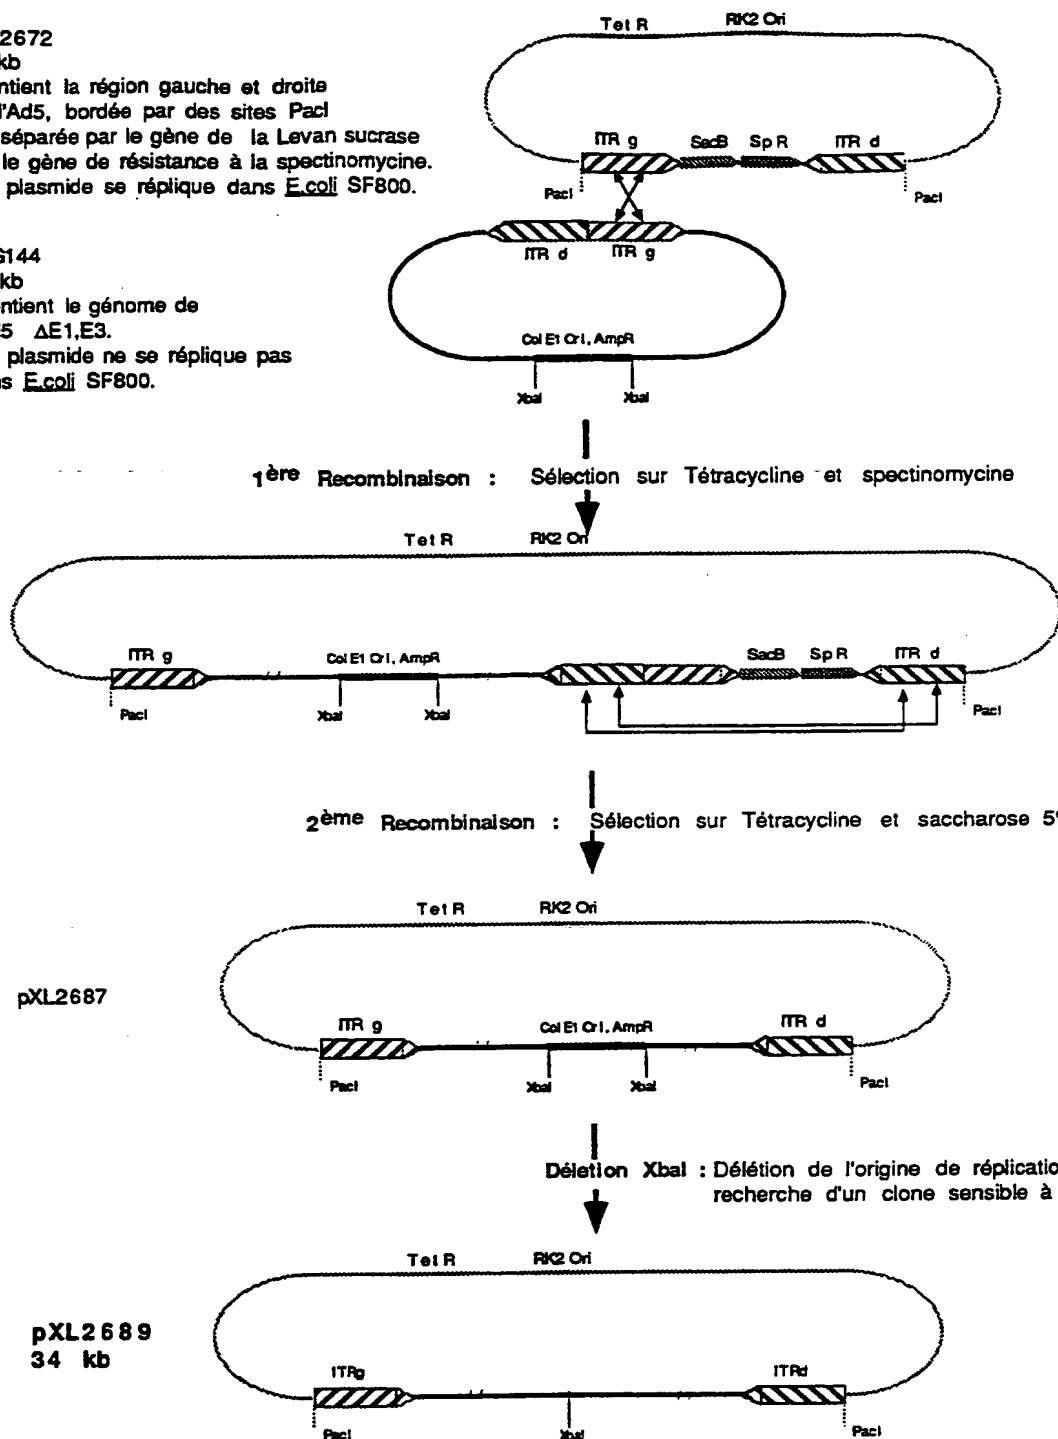 2672
kb
ntient la région gauche et droite
l'Ad5, bordée par des sites PacI
séparée par le gène de la Levan sucrase
le gène de résistance à la spectinomycine.
plasmide se réplique dans E.coli SF800.
Tet R RK2 Ori
ITR g SacB Sp R ITR d
PacI PacI
G144
kb
ntient le génome de
5 ΔE1,E3.
plasmide ne se réplique pas
ns E.coli SF800.
ITR d ITR g
Col E1 Ori, AmpR
XbaI XbaI
1ère Recombinaison : Sélection sur Tétracycline et spectinomycine
Tet R RK2 Ori
ITR g Col E1 Ori, AmpR SacB Sp R ITR d
PacI XbaI XbaI PacI
2ème Recombinaison : Sélection sur Tétracycline et saccharose 5%
Tet R RK2 Ori
pXL2687
ITR g Col E1 Ori, AmpR ITR d
PacI XbaI XbaI PacI
Déletion XbaI : Délétion de l'origine de réplicatio
recherche d'un clone sensible à
Tet R RK2 Ori
pXL2689
34 kb
ITRg ITRd
PacI XbaI PacI